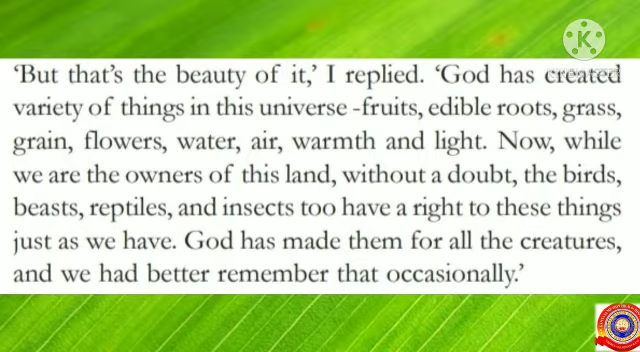 ‘But that’s the beauty of it,’ I replied. ‘God has created
variety of things in this universe -fruits, edible roots, grass,
grain, flowers, water, air, warmth and light. Now, while
we are the owners of this land, without a doubt, the birds,
beasts, reptiles, and insects too have a right to these things
just as we have. God has made them for all the creatures,
and we had better remember that occasionally.’